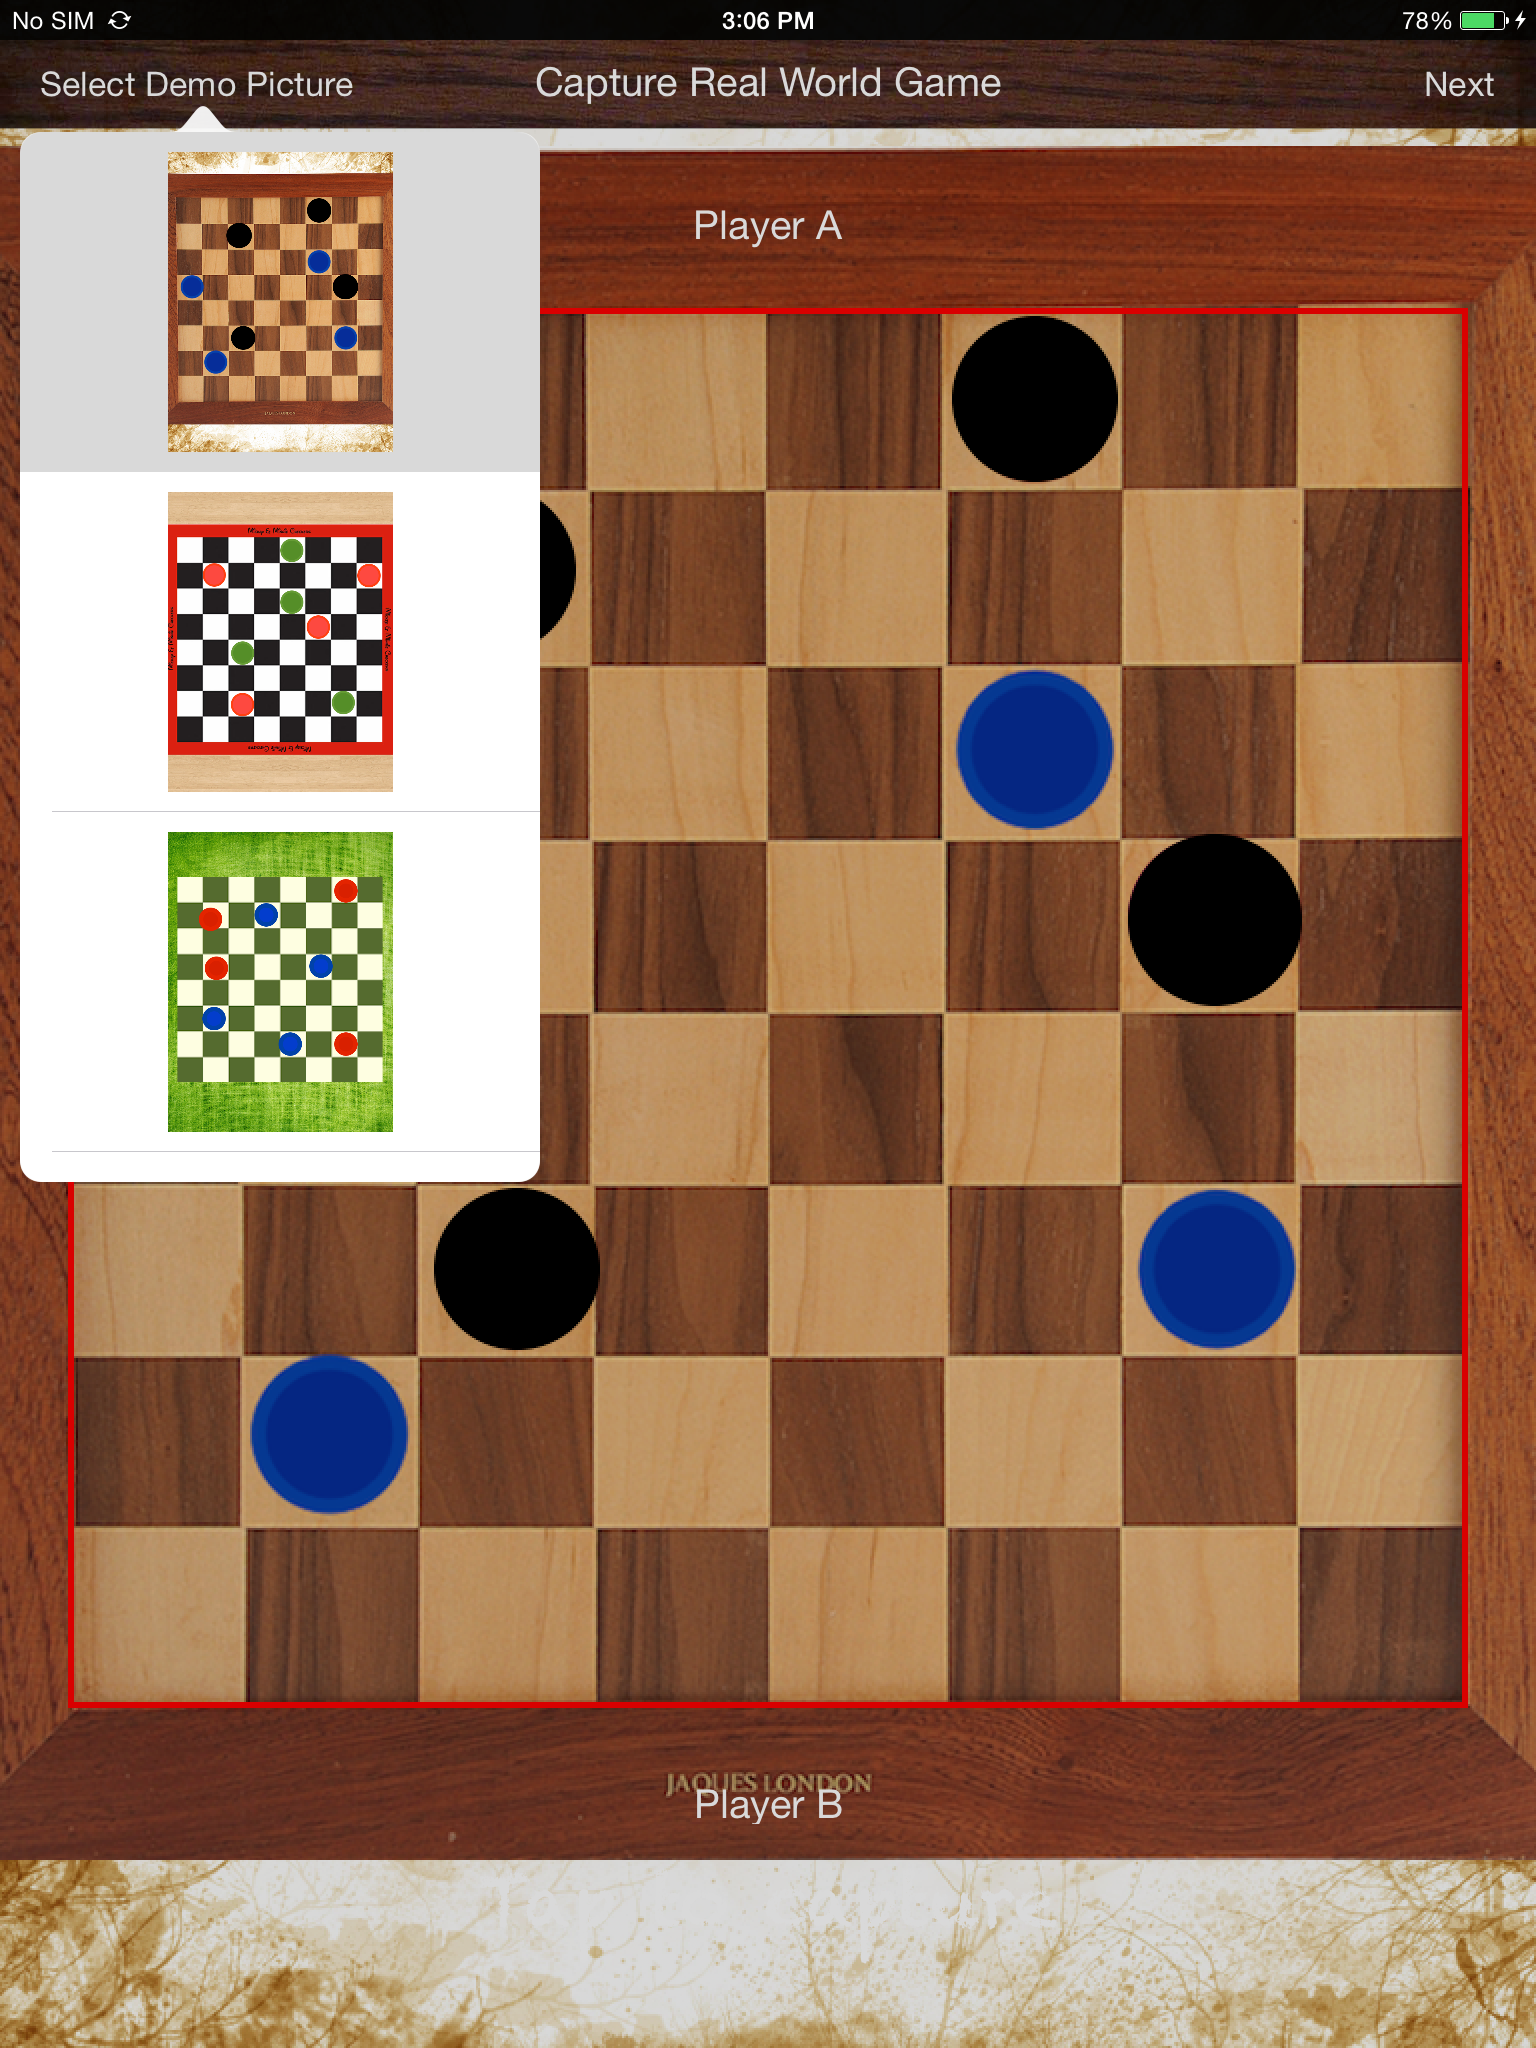 No SIM
3:06 PM
78%
Select Demo Picture
Capture Real World Game
Next
Player A
JAQUES LONDON
Player B